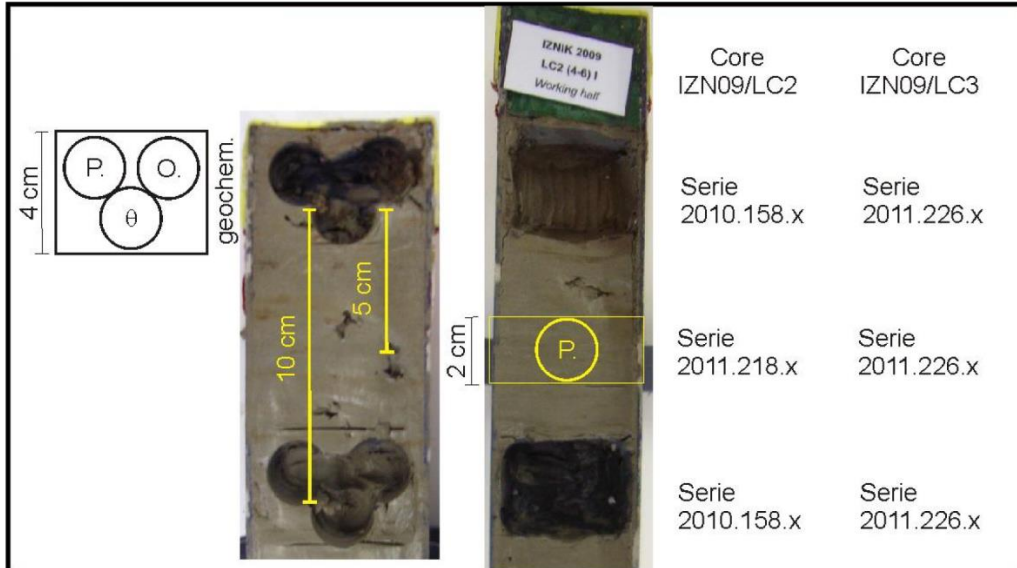 4 cm
P.
O.
θ
geochem.
10 cm
5 cm
IZNiK 2009
LC2 (4-6) I
Working half
2 cm
P.
Core
IZN09/LC2
Core
IZN09/LC3
Serie
2010.158.x
Serie
2011.226.x
Serie
2011.218.x
Serie
2011.226.x
Serie
2010.158.x
Serie
2011.226.x